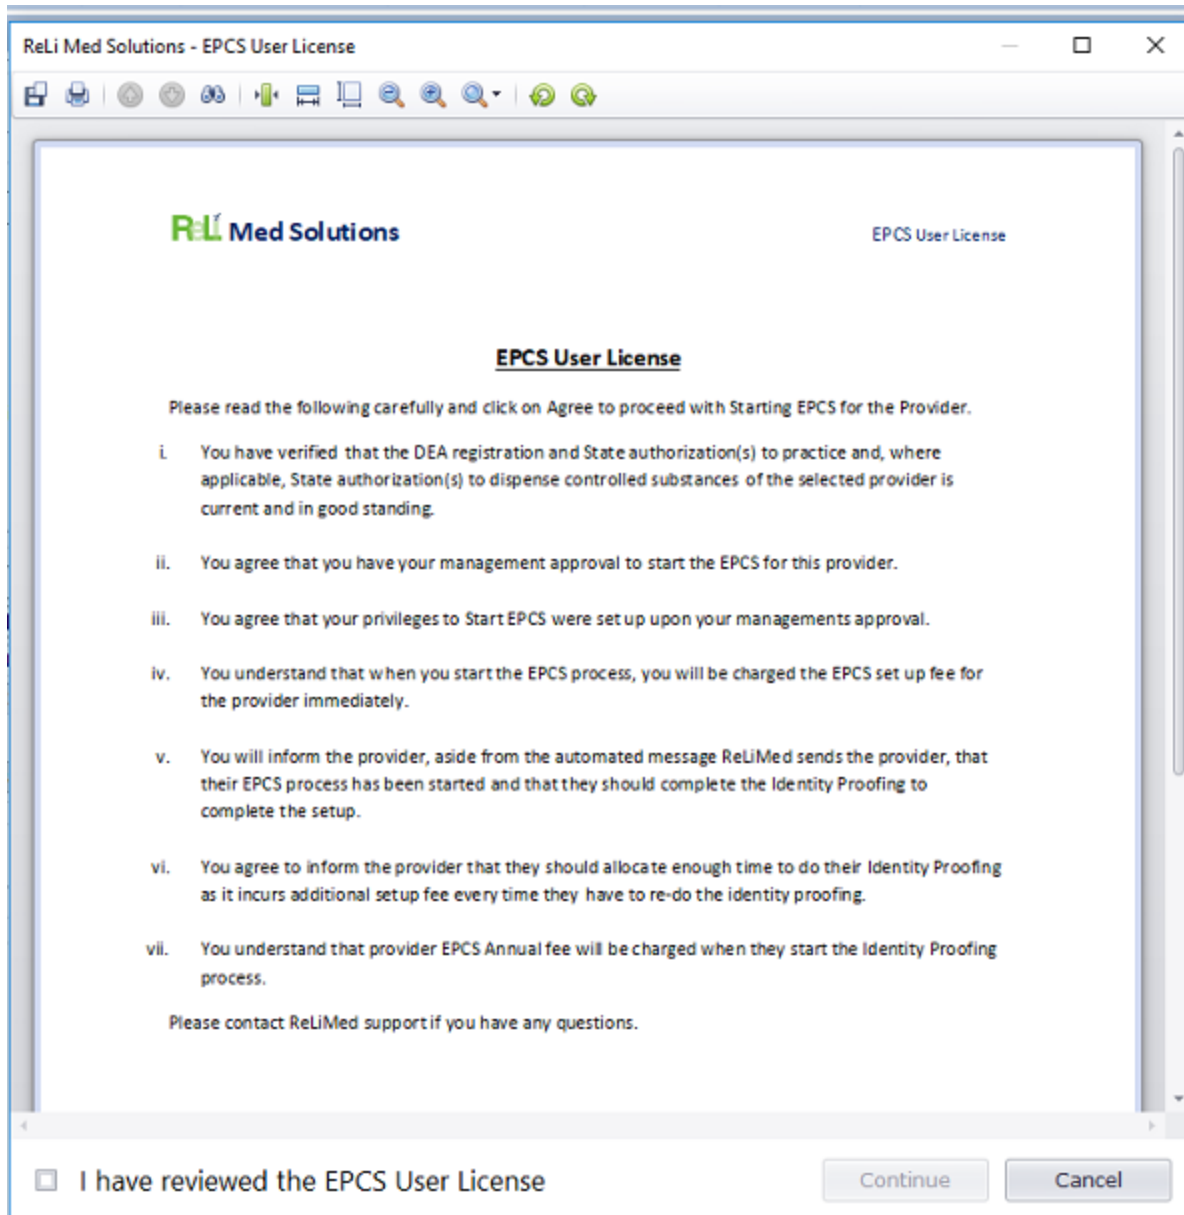 ReLi Med Solutions - EPCS User License
ReLi Med Solutions
EPCS User License
EPCS User License
Please read the following carefully and click on Agree to proceed with Starting EPCS for the Provider.
i. You have verified that the DEA registration and State authorization(s) to practice and, where
applicable, State authorization(s) to dispense controlled substances of the selected provider is
current and in good standing.
ii. You agree that you have your management approval to start the EPCS for this provider.
iii. You agree that your privileges to Start EPCS were set up upon your managements approval.
iv. You understand that when you start the EPCS process, you will be charged the EPCS set up fee for
the provider immediately.
v. You will inform the provider, aside from the automated message ReLiMed sends the provider, that
their EPCS process has been started and that they should complete the Identity Proofing to
complete the setup.
vi. You agree to inform the provider that they should allocate enough time to do their Identity Proofing
as it incurs additional setup fee every time they have to re-do the identity proofing.
vii. You understand that provider EPCS Annual fee will be charged when they start the Identity Proofing
process.
Please contact ReLiMed support if you have any questions.
I have reviewed the EPCS User License
Continue
Cancel